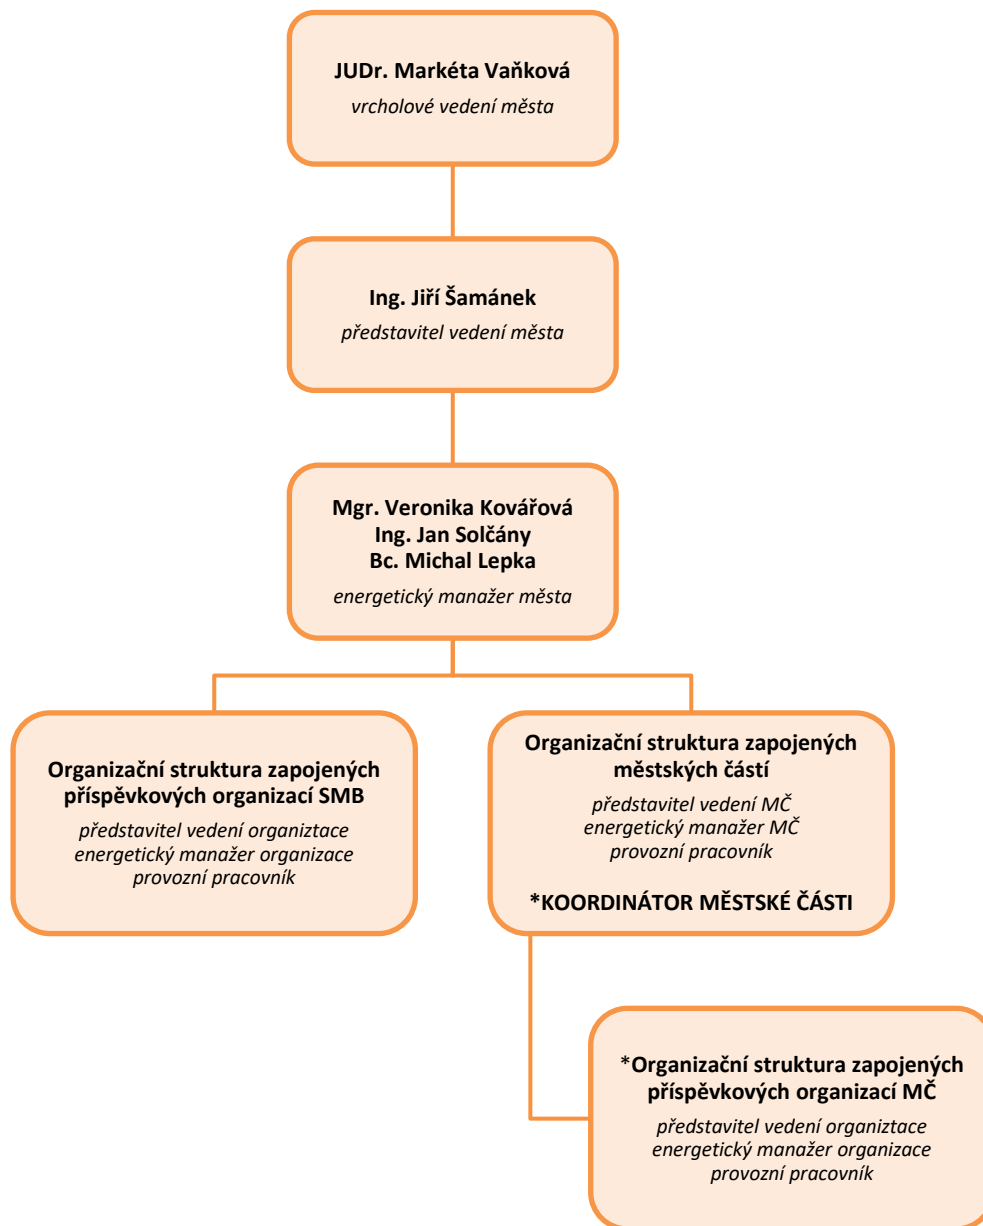 JUDr. Markéta Vaňková
vrcholové vedení města
Ing. Jiří Šamánek
představitel vedení města
Mgr. Veronika Kovářová
Ing. Jan Solčány
Bc. Michal Lepka
energetický manažer města
Organizační struktura zapojených
příspěvkových organizací SMB
představitel vedení organiztace
energetický manažer organizace
provozní pracovník
Organizační struktura zapojených
městských částí
představitel vedení MČ
energetický manažer MČ
provozní pracovník
*KOORDINÁTOR MĚSTSKÉ ČÁSTI
*Organizační struktura zapojených
příspěvkových organizací MČ
představitel vedení organiztace
energetický manažer organizace
provozní pracovník